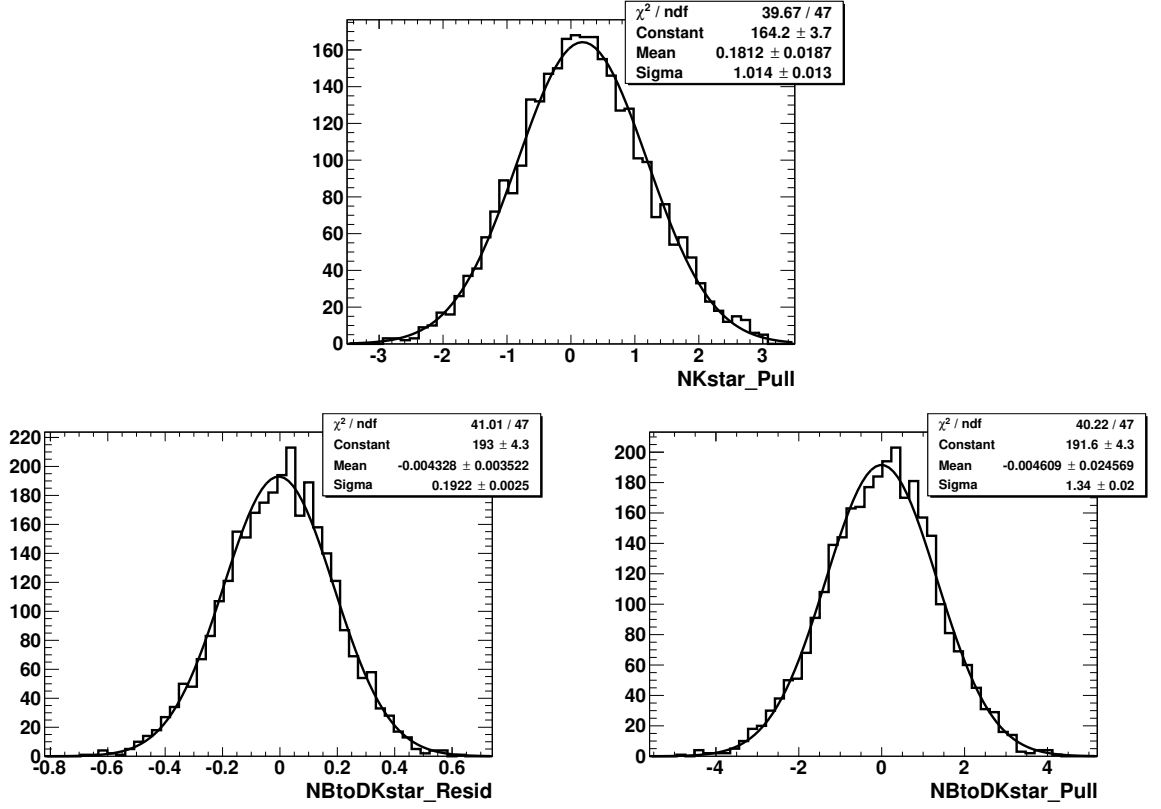 χ² / ndf 39.67 / 47
Constant 164.2 ± 3.7
Mean 0.1812 ± 0.0187
Sigma 1.014 ± 0.013
160
140
120
100
80
60
40
20
0
-3 -2 -1 0 1 2 3
NKstar_Pull
χ² / ndf 41.01 / 47
Constant 193 ± 4.3
Mean -0.004328 ± 0.003522
Sigma 0.1922 ± 0.0025
220
200
180
160
140
120
100
80
60
40
20
0
-0.8 -0.6 -0.4 -0.2 0 0.2 0.4 0.6
NBtoDKstar_Resid
χ² / ndf 40.22 / 47
Constant 191.6 ± 4.3
Mean -0.004609 ± 0.024569
Sigma 1.34 ± 0.02
200
180
160
140
120
100
80
60
40
20
0
-4 -2 0 2 4
NBtoDKstar_Pull